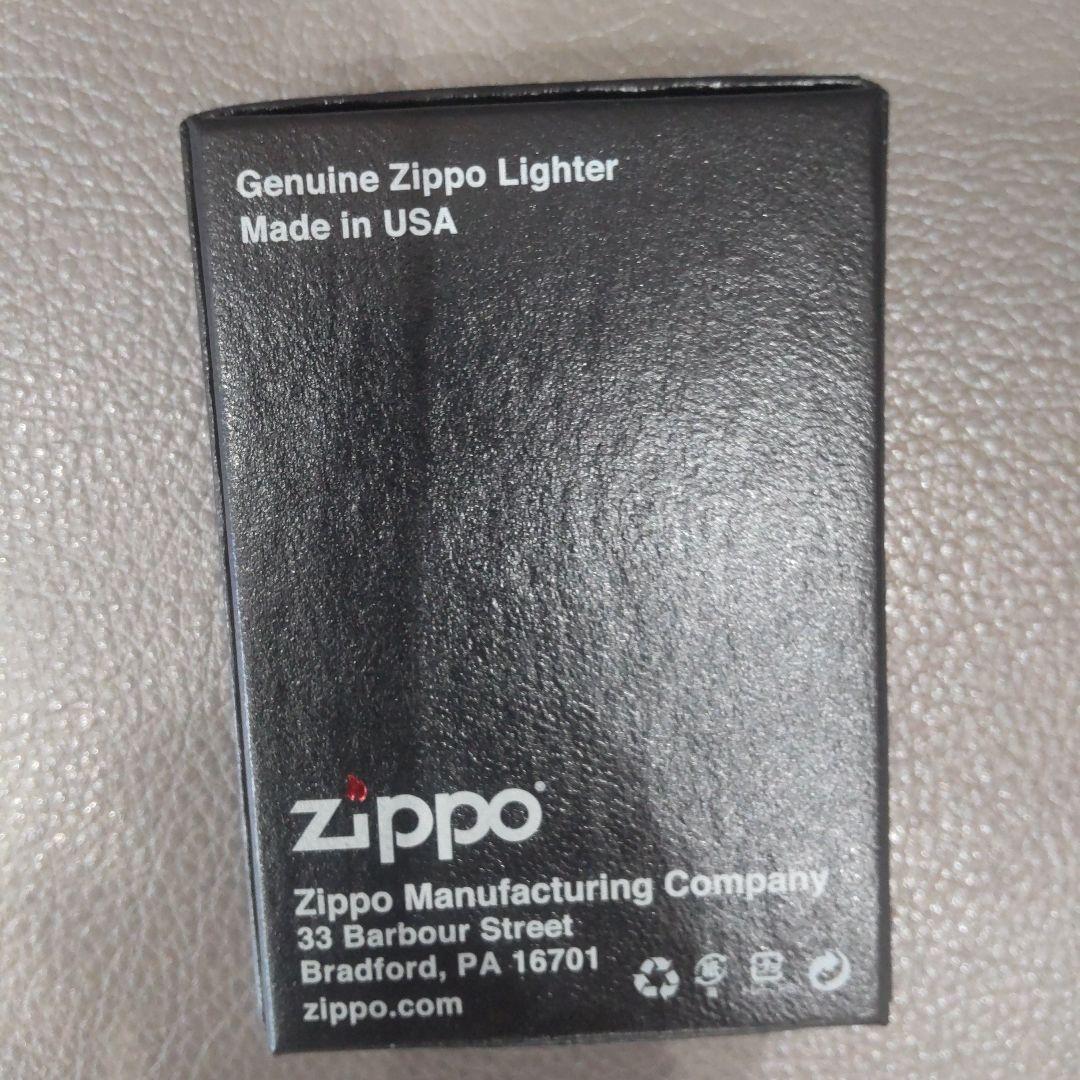 Genuine Zippo Lighter
Made in USA
zippo
Zippo Manufacturing Company
33 Barbour Street
Bradford, PA 16701
zippo.com